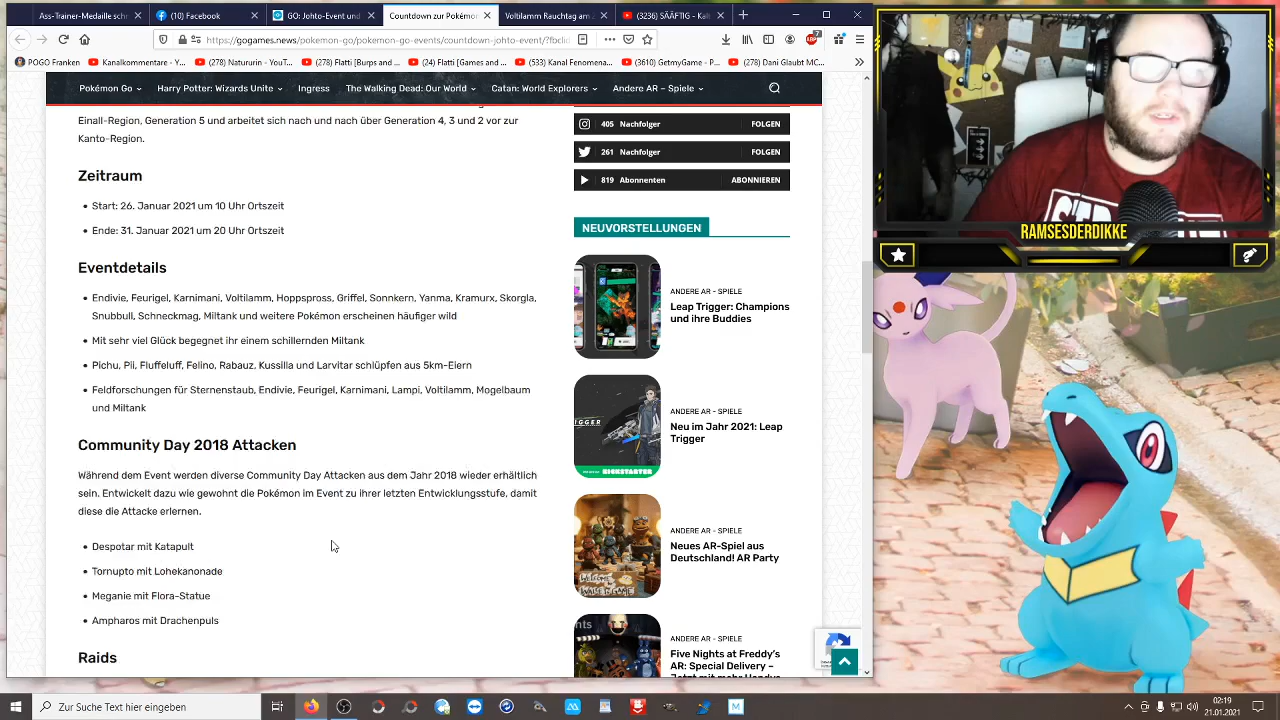 Ass-Trainer-Medaille sch
(10) Facebook
GO: Johto-Event und
Countdown zur Pokémo
Voltilamm Rauchtag am 2
(3236) SÄÄFTIG - Kal
https://gogames.news/pokemon-go/pokemon-go-events/countdown-johto-event/?fbcli
7
POGO Franken
Kanalkommentare - Y...
(278) Naturuino - YouTu...
(278) Flatti [Burps and ...
(24) Flatti [Games and ...
(533) Kanal Fenomena...
(3610) GetmyGame - P...
(278) Dani Glaubt MC...
Pokémon Go
Harry Potter: Wizards Unite
Ingress
The Walking Dead: Our World
Catan: World Explorers
Andere AR – Spiele
Einall-Region, Generation 5 und arbeitet sich nach und nach über Generation 4, 3 und 2 vor zur
Kanto-Region.
Zeitraum
Start: 26. Januar 2021 um 10 Uhr Ortszeit
Ende: 31. Januar 2021 um 20 Uhr Ortszeit
Eventdetails
Endivie, Feurigel, Karnimani, Voltilamm, Hoppspross, Griffel, Sonnkern, Yanma, Kramurx, Skorgla,
Snubbull, Schneckmag, Miltank und weitere Pokémon erscheinen häufiger wild
Mit sehr viel Glück begegnet ihr einem schillernden Miltank
Pichu, Pii, Fluffeluff, Felino, Rabauz, Kussilla und Larvitar schlüpfen aus 5km-Eiern
Feldforschungen für Sternenstaub, Endivie, Feurigel, Karnimani, Lampi, Voltilamm, Mogelbaum
und Miltank
Community Day 2018 Attacken
Während dem Event werden diverse Community Day Attacken aus dem Jahr 2018 wieder erhältlich
sein. Entwickelt dazu wie gewohnt die Pokémon im Event zu ihrer letzten Entwicklungsstufe, damit
diese die Attacke erlernen.
Despotar mit Katapult
Tornupto mit Lohekanonade
Meganie mit Flora-Statue
Ampharos mit Drachenpuls
Raids
405 Nachfolger FOLGEN
261 Nachfolger FOLGEN
819 Abonnenten ABONNIEREN
NEUVORSTELLUNGEN
ANDERE AR - SPIELE
Leap Trigger: Champions
und ihre Buddies
KICKSTARTER
ANDERE AR - SPIELE
Neu im Jahr 2021: Leap
Trigger
ANDERE AR - SPIELE
Neues AR-Spiel aus
Deutschland! AR Party
ANDERE AR - SPIELE
Five Nights at Freddy's
AR: Special Delivery –
RAMSESDERDIKKE
Zur Suche Text hier eingeben
02:19
21.01.2021